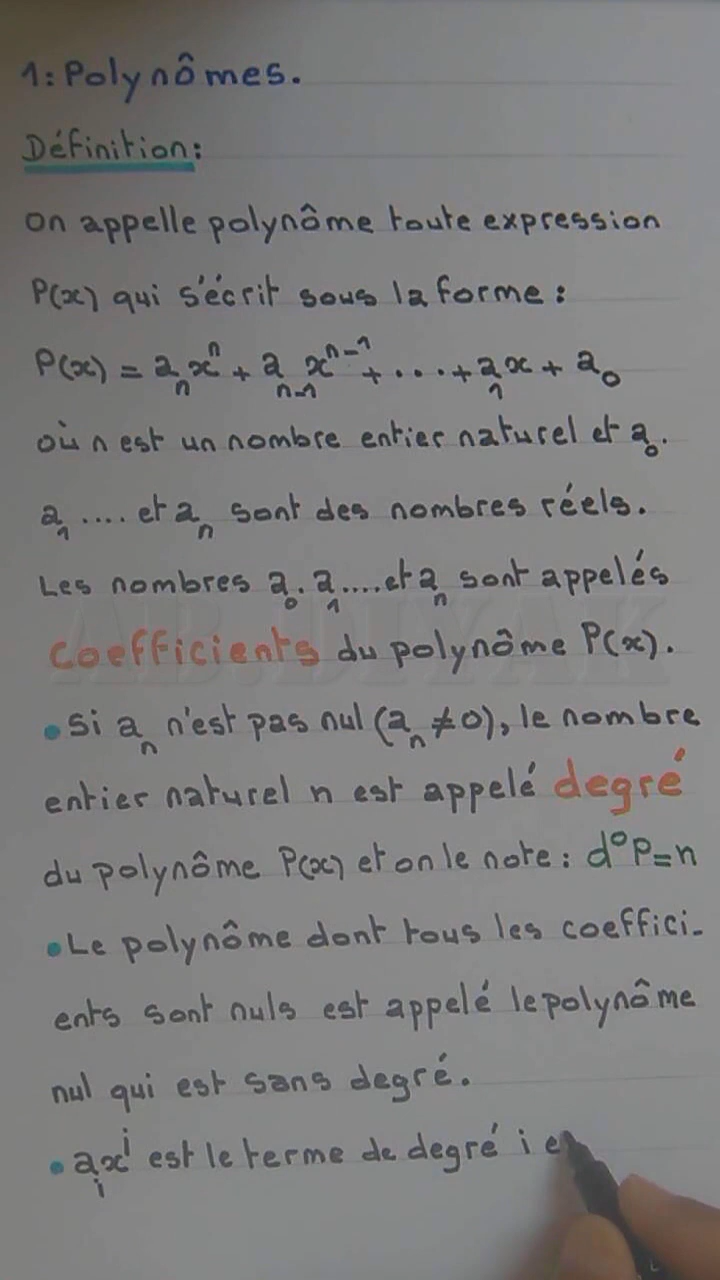 1: Polynômes.
Définition:
on appelle polynôme toute expression
P(x) qui s'écrit sous la forme:
P(x) = aₙxⁿ + aₙ₋₁xⁿ⁻¹ + .... + a₁x + a₀
où n est un nombre entier naturel et a₀.
a₁ .... et aₙ sont des nombres réels.
Les nombres a₀. a₁.... et aₙ sont appelés
AB.DIYAK
coefficients du polynôme P(x).
• Si aₙ n'est pas nul (aₙ ≠ 0), le nombre
entier naturel n est appelé degré
du polynôme P(x) et on le note: d°P=n
• Le polynôme dont tous les coeffici-
ents sont nuls est appelé le polynôme
nul qui est sans degré.
• aᵢxⁱ est le terme de degré i e